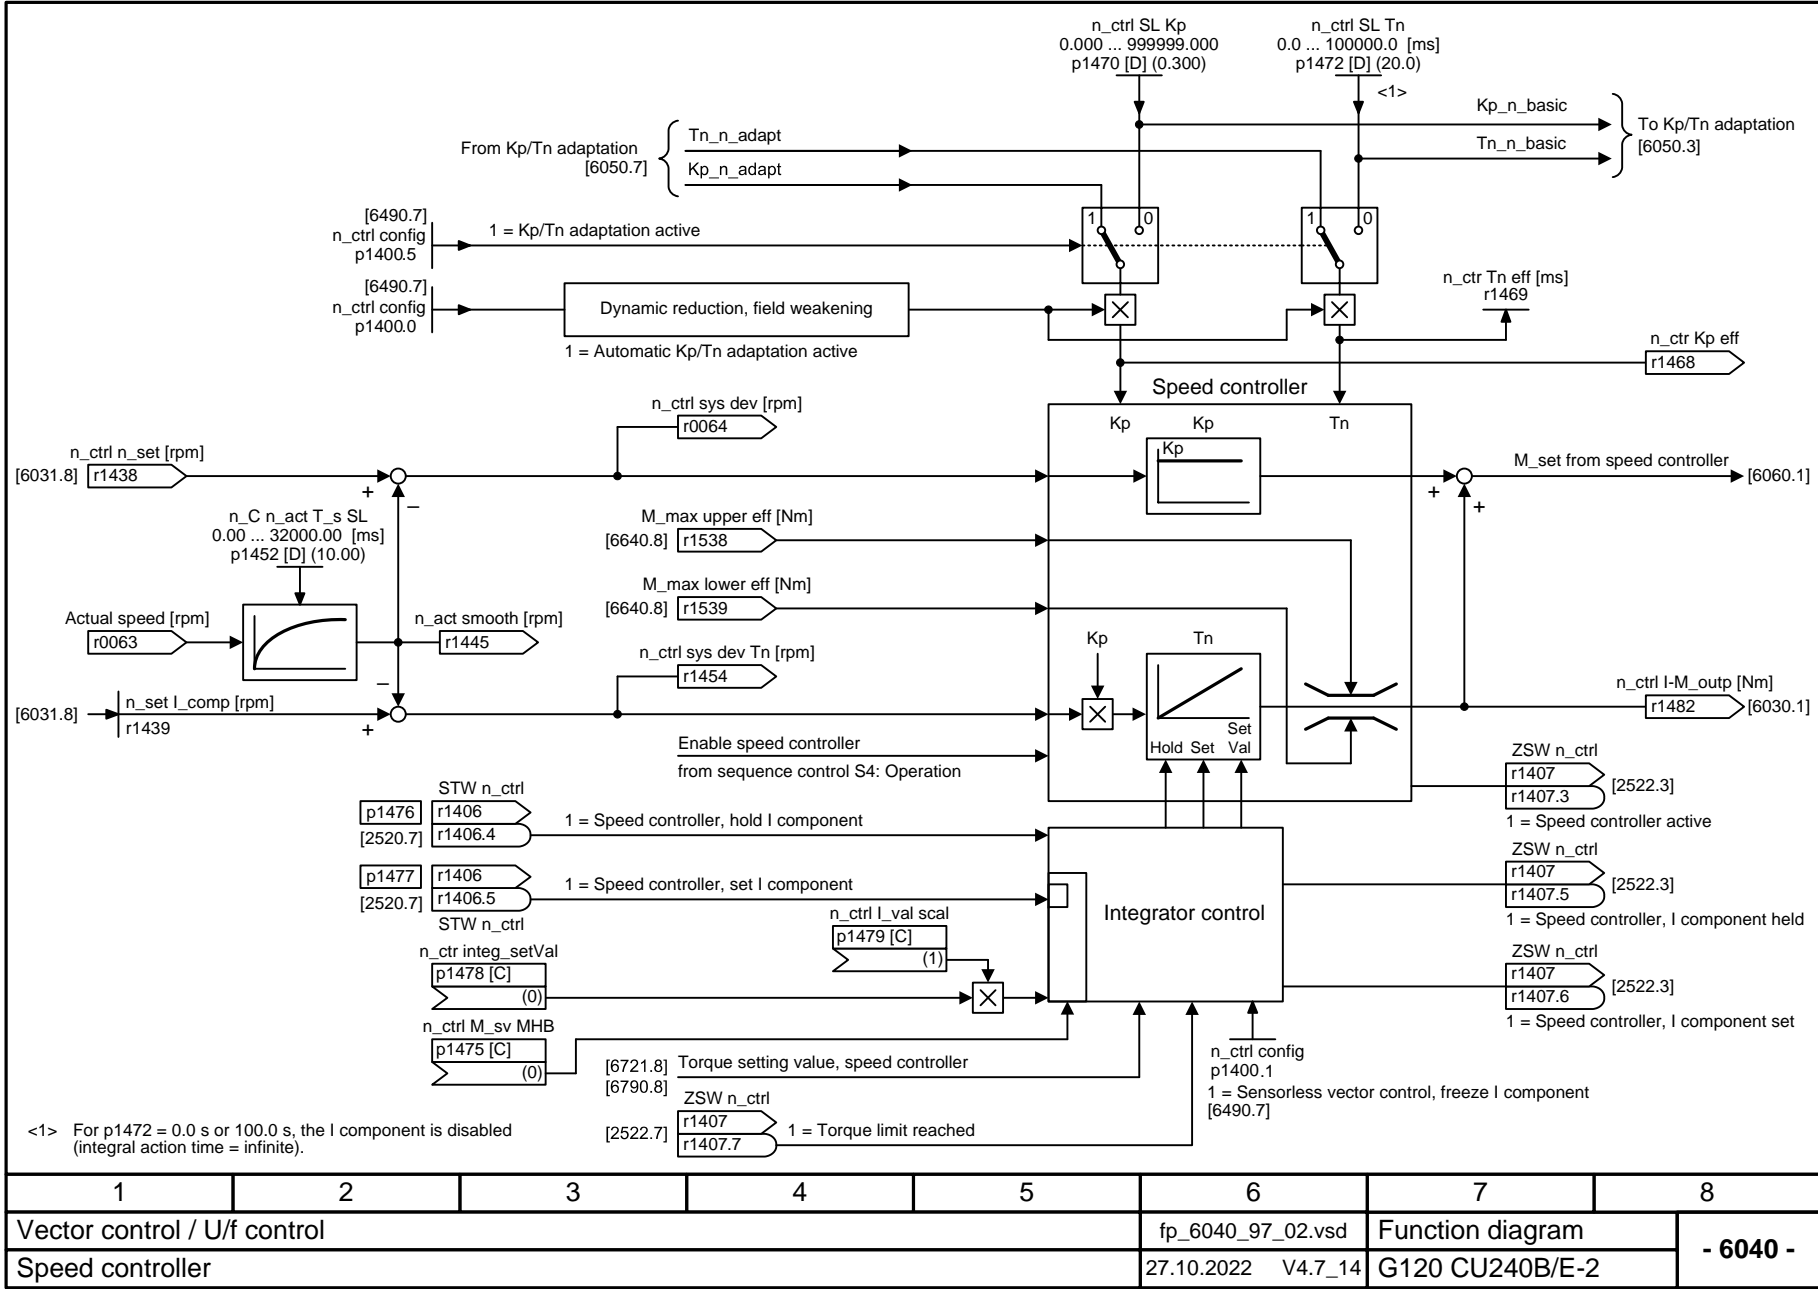 n_ctrl SL Kp
0.000 ... 999999.000
p1470 [D] (0.300)
n_ctrl SL Tn
0.0 ... 100000.0 [ms]
p1472 [D] (20.0)
<1>
Kp_n_basic
Tn_n_basic
To Kp/Tn adaptation
[6050.3]
From Kp/Tn adaptation
[6050.7]
Tn_n_adapt
Kp_n_adapt
[6490.7]
n_ctrl config
p1400.5
1 = Kp/Tn adaptation active
1 0
1 0
[6490.7]
n_ctrl config
p1400.0
Dynamic reduction, field weakening
1 = Automatic Kp/Tn adaptation active
n_ctr Tn eff [ms]
r1469
n_ctr Kp eff
r1468
Speed controller
Kp
Kp
Tn
Kp
n_ctrl sys dev [rpm]
r0064
n_ctrl n_set [rpm]
[6031.8] r1438
+
–
+
+
M_set from speed controller
[6060.1]
n_C n_act T_s SL
0.00 ... 32000.00 [ms]
p1452 [D] (10.00)
M_max upper eff [Nm]
[6640.8] r1538
M_max lower eff [Nm]
[6640.8] r1539
Actual speed [rpm]
r0063
n_act smooth [rpm]
r1445
n_ctrl sys dev Tn [rpm]
r1454
Kp
Tn
–
[6031.8]
n_set I_comp [rpm]
r1439
+
Hold Set
Set
Val
n_ctrl I-M_outp [Nm]
r1482
[6030.1]
Enable speed controller
from sequence control S4: Operation
ZSW n_ctrl
r1407
r1407.3
[2522.3]
1 = Speed controller active
STW n_ctrl
p1476
r1406
[2520.7]
r1406.4
1 = Speed controller, hold I component
p1477
r1406
[2520.7]
r1406.5
STW n_ctrl
1 = Speed controller, set I component
Integrator control
ZSW n_ctrl
r1407
r1407.5
[2522.3]
1 = Speed controller, I component held
n_ctrl I_val scal
p1479 [C]
(1)
n_ctr integ_setVal
p1478 [C]
(0)
ZSW n_ctrl
r1407
r1407.6
[2522.3]
1 = Speed controller, I component set
n_ctrl M_sv MHB
p1475 [C]
(0)
[6721.8]
[6790.8]
Torque setting value, speed controller
n_ctrl config
p1400.1
1 = Sensorless vector control, freeze I component
[6490.7]
ZSW n_ctrl
r1407
[2522.7]
r1407.7
1 = Torque limit reached
<1> For p1472 = 0.0 s or 100.0 s, the I component is disabled
(integral action time = infinite).
1 2 3 4 5 6 7 8
Vector control / U/f control
fp_6040_97_02.vsd
Function diagram
- 6040 -
Speed controller
27.10.2022 V4.7_14
G120 CU240B/E-2